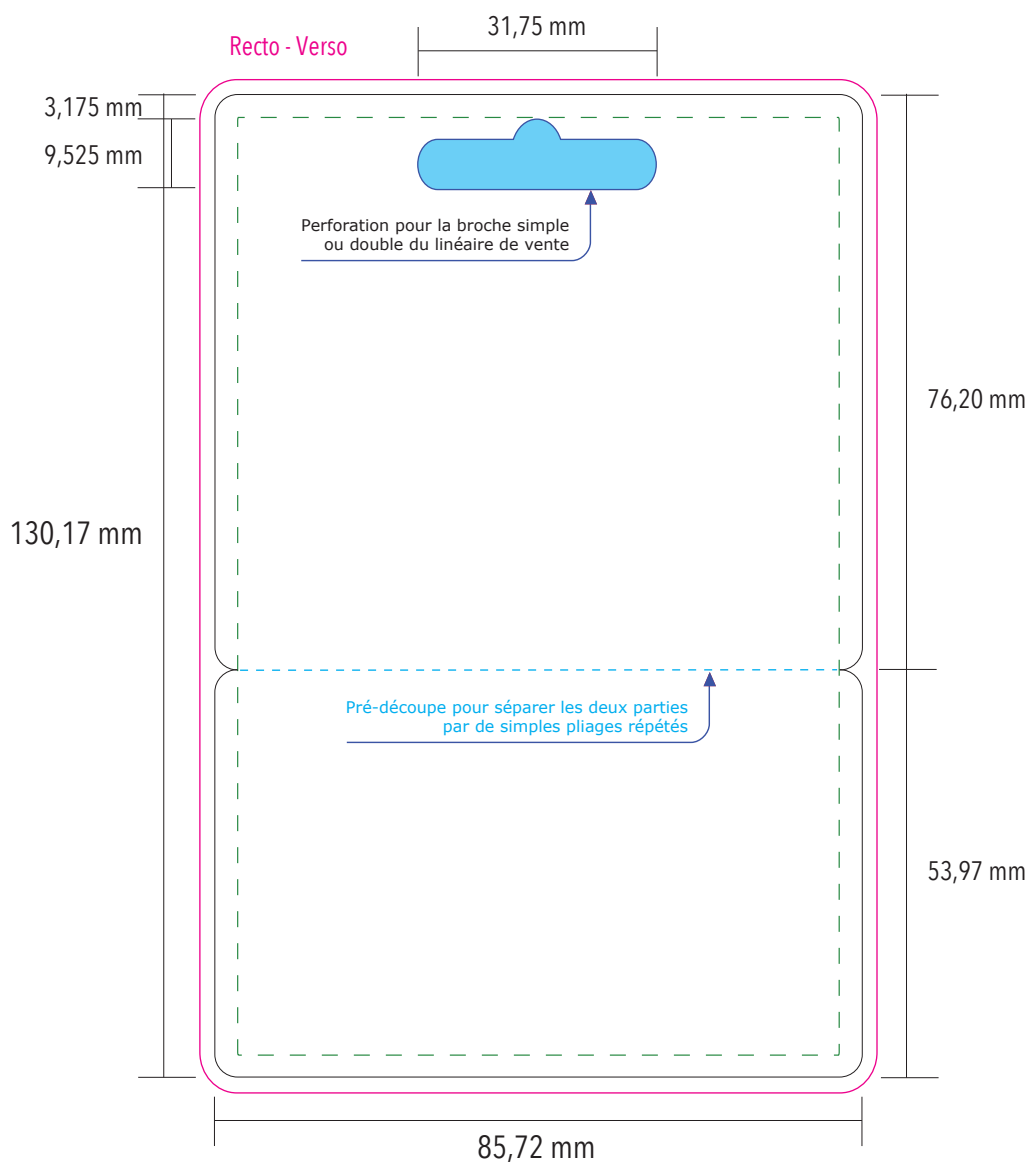 31,75 mm
Recto - Verso
3,175 mm
9,525 mm
Perforation pour la broche simple
ou double du linéaire de vente
76,20 mm
130,17 mm
Pré-découpe pour séparer les deux parties
par de simples pliages répétés
53,97 mm
85,72 mm